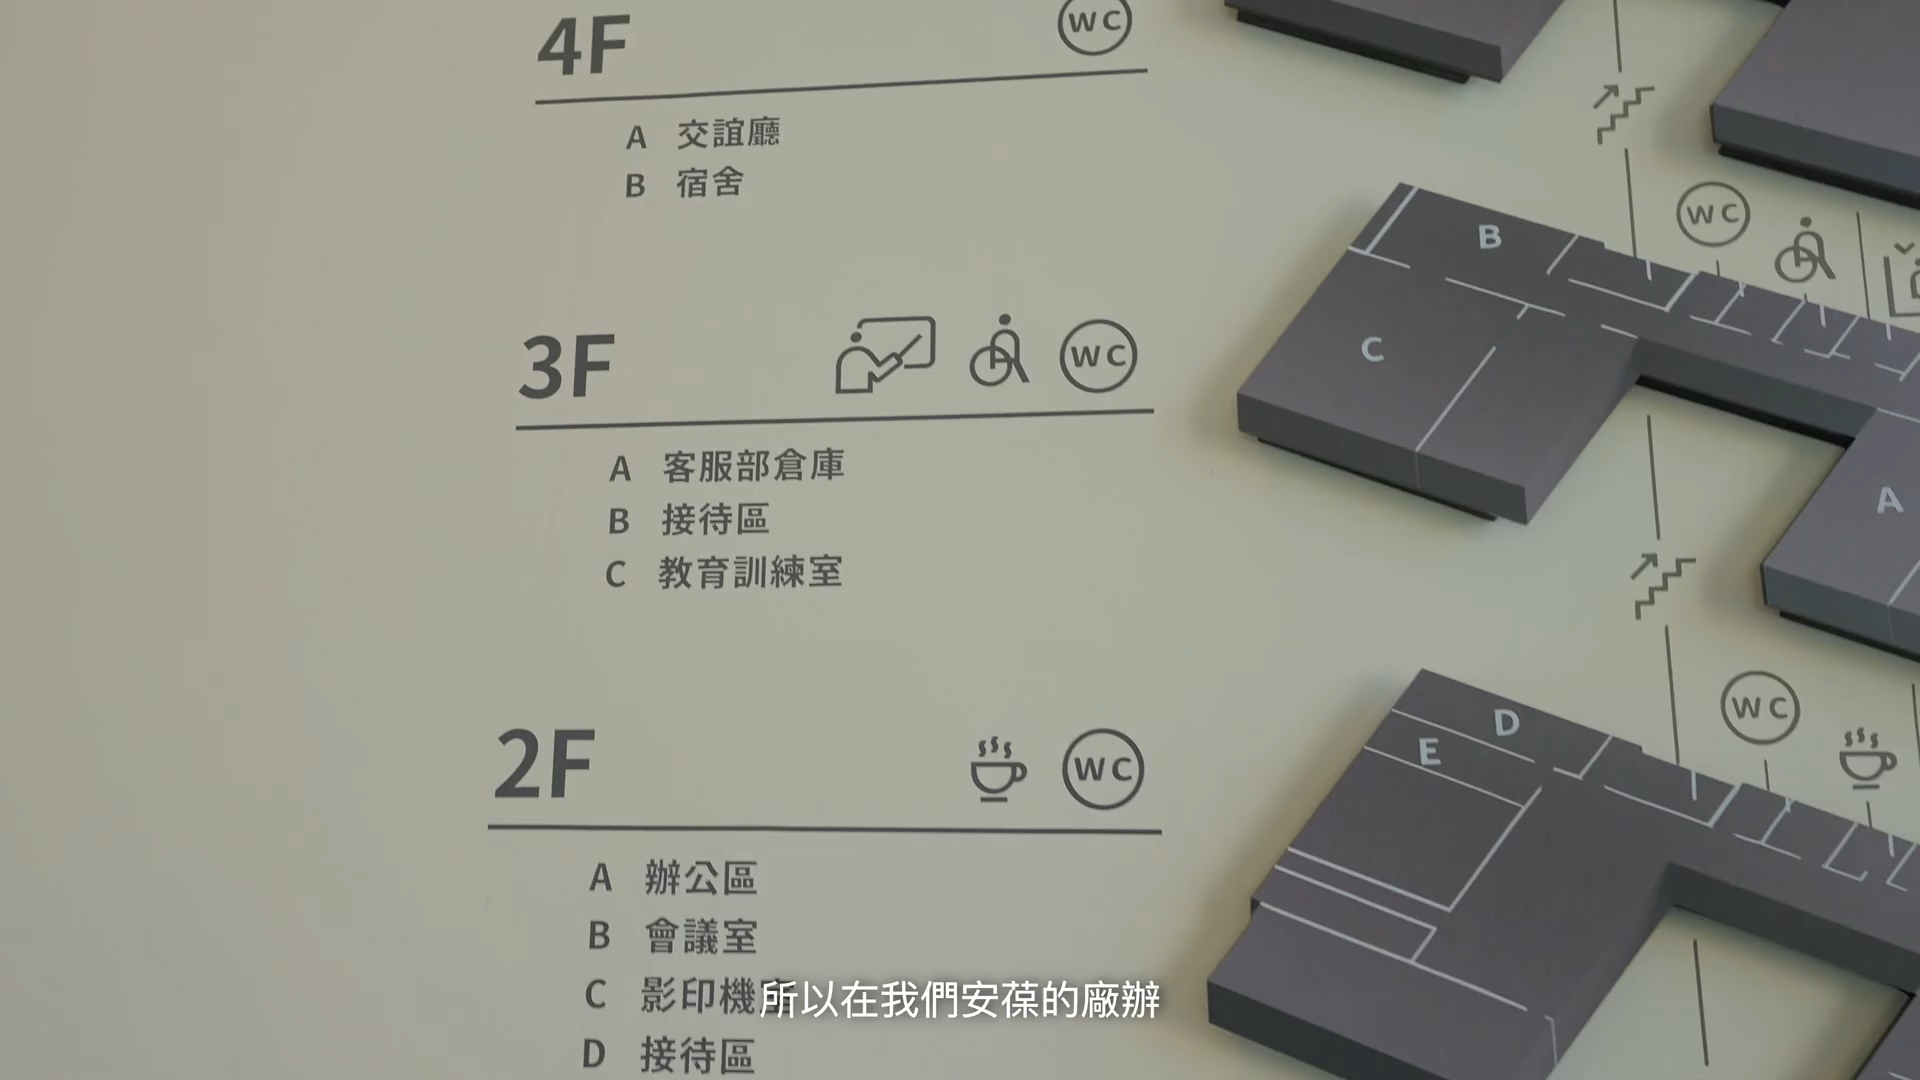 4F
WC
A 交誼廳
B 宿舍
3F
WC
A 客服部倉庫
B 接待區
C 教育訓練室
2F
WC
A 辦公區
B 會議室
C 影印機室
D 接待區
所以在我們安葆的廠辦
WC
B
C
A
WC
D
E